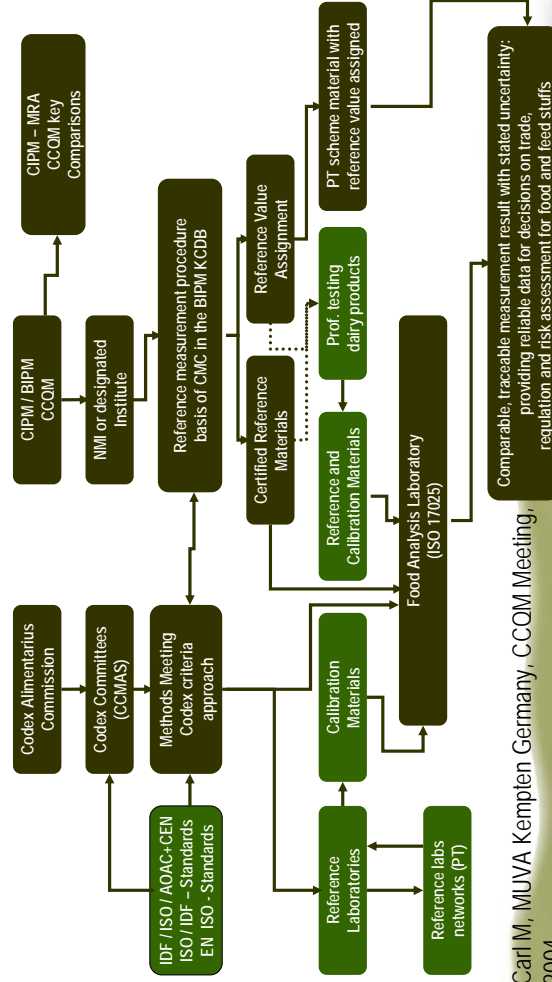 Codex Alimentarius
Commission
Codex Committees
(CCMAS)
IDF / ISO / AOAC+CEN
ISO / IDF – Standards
EN ISO - Standards
Methods Meeting
Codex criteria
approach
Reference
Laboratories
Reference labs
networks (PT)
Calibration
Materials
CIPM / BIPM
CCQM
CIPM – MRA
CCQM key
Comparisons
NMI or designated
Institute
Reference measurement procedure
basis of CMC in the BIPM KCDB
Certified Reference
Materials
Reference Value
Assignment
Reference and
Calibration Materials
Prof. testing
dairy products
PT scheme material with
reference value assigned
Food Analysis Laboratory
(ISO 17025)
Comparable, traceable measurement result with stated uncertainty:
providing reliable data for decisions on trade,
regulation and risk assessment for food and feed stuffs
Carl M, MUVA Kempten Germany, CCQM Meeting,
2004